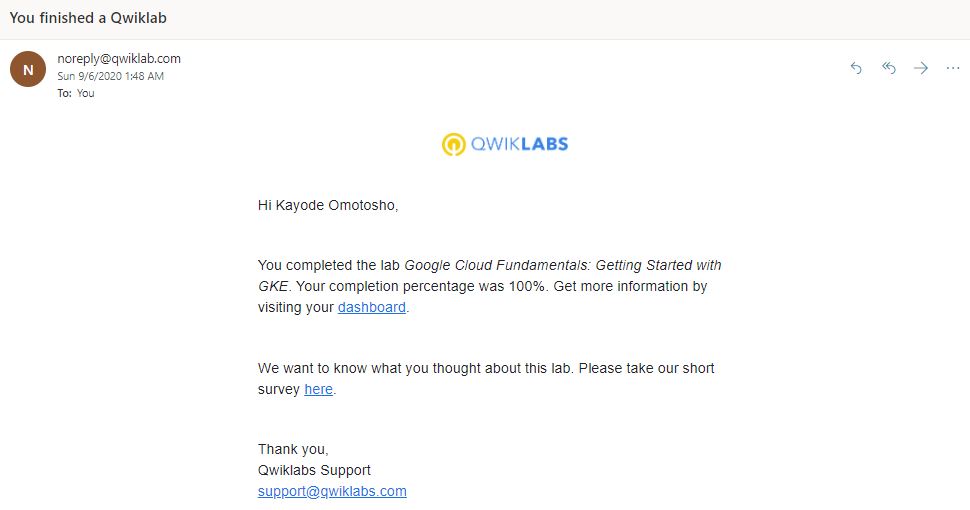 You finished a Qwiklab
N
noreply@qwiklab.com
Sun 9/6/2020 1:48 AM
To: You
QWIKLABS
Hi Kayode Omotosho,
You completed the lab Google Cloud Fundamentals: Getting Started with
GKE. Your completion percentage was 100%. Get more information by
visiting your dashboard.
We want to know what you thought about this lab. Please take our short
survey here.
Thank you,
Qwiklabs Support
support@qwiklabs.com